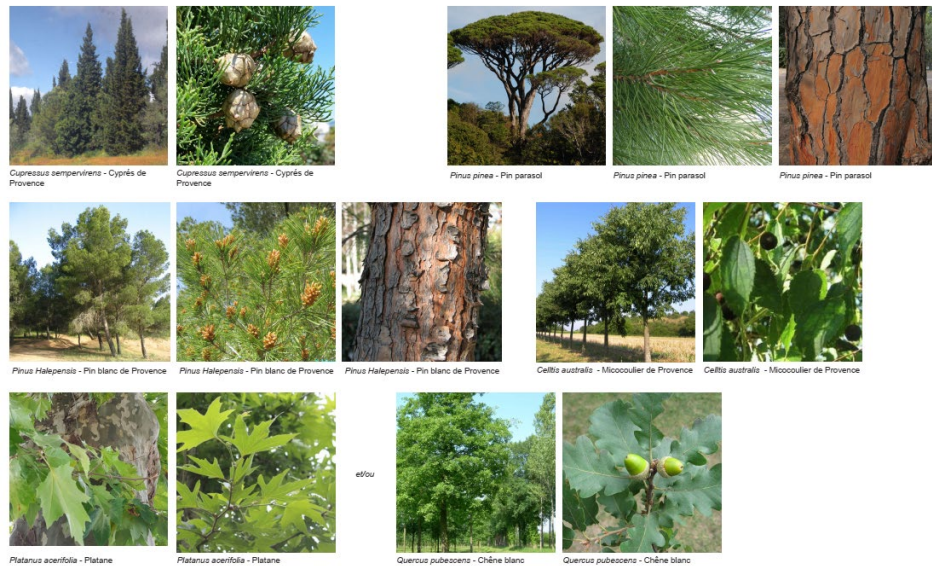 Cupressus sempervirens - Cyprés de
Provence
Cupressus sempervirens - Cyprés de
Provence
Pinus pinea - Pin parasol
Pinus pinea - Pin parasol
Pinus pinea - Pin parasol
Pinus Halepensis - Pin blanc de Provence
Pinus Halepensis - Pin blanc de Provence
Pinus Halepensis - Pin blanc de Provence
Celltis australis - Micocoulier de Provence
Celltis australis - Micocoulier de Provence
et/ou
Platanus acerifolia - Platane
Platanus acerifolia - Platane
Quercus pubescens - Chêne blanc
Quercus pubescens - Chêne blanc